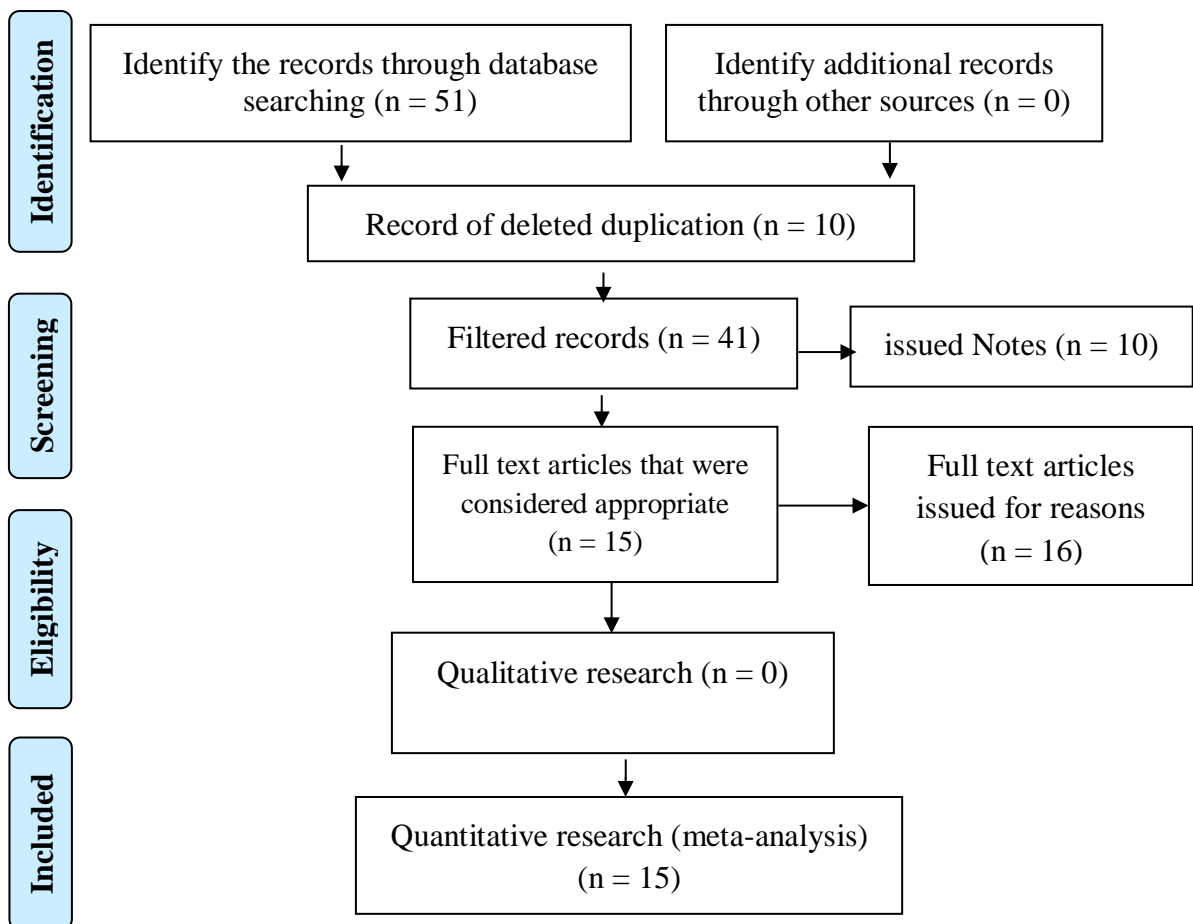 Identification
Identify the records through database
searching (n = 51)
Identify additional records
through other sources (n = 0)
Record of deleted duplication (n = 10)
Screening
Filtered records (n = 41)
issued Notes (n = 10)
Full text articles that were
considered appropriate
(n = 15)
Full text articles
issued for reasons
(n = 16)
Eligibility
Qualitative research (n = 0)
Included
Quantitative research (meta-analysis)
(n = 15)